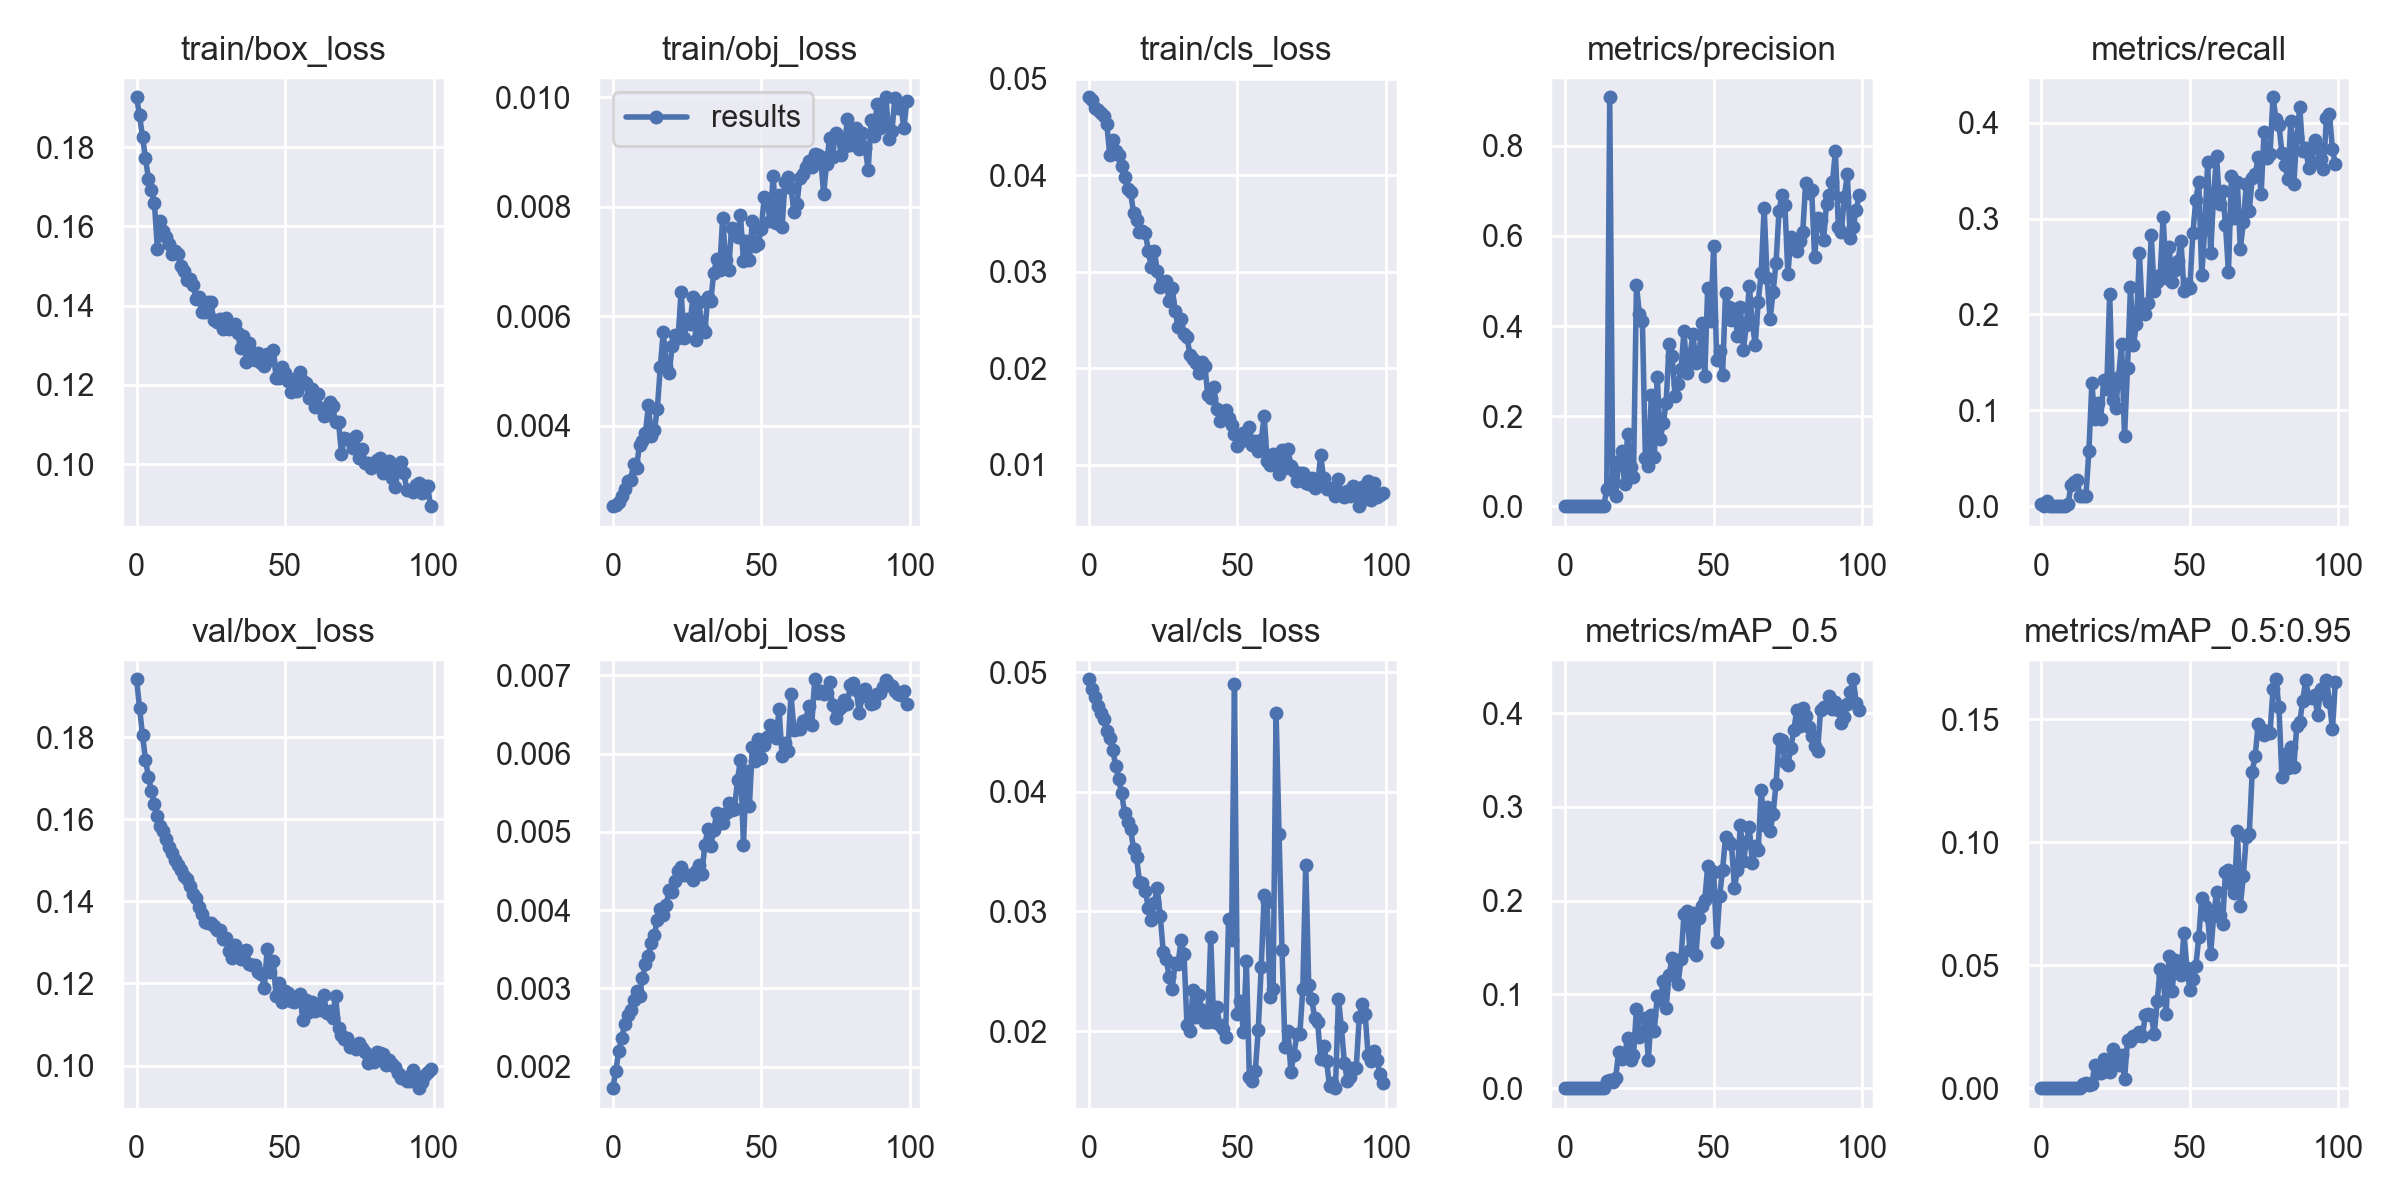 train/box_loss
0.18
0.16
0.14
0.12
0.10
0 50 100
train/obj_loss
results
0.010
0.008
0.006
0.004
0 50 100
train/cls_loss
0.05
0.04
0.03
0.02
0.01
0 50 100
metrics/precision
0.8
0.6
0.4
0.2
0.0
0 50 100
metrics/recall
0.4
0.3
0.2
0.1
0.0
0 50 100
val/box_loss
0.18
0.16
0.14
0.12
0.10
0 50 100
val/obj_loss
0.007
0.006
0.005
0.004
0.003
0.002
0 50 100
val/cls_loss
0.05
0.04
0.03
0.02
0 50 100
metrics/mAP_0.5
0.4
0.3
0.2
0.1
0.0
0 50 100
metrics/mAP_0.5:0.95
0.15
0.10
0.05
0.00
0 50 100